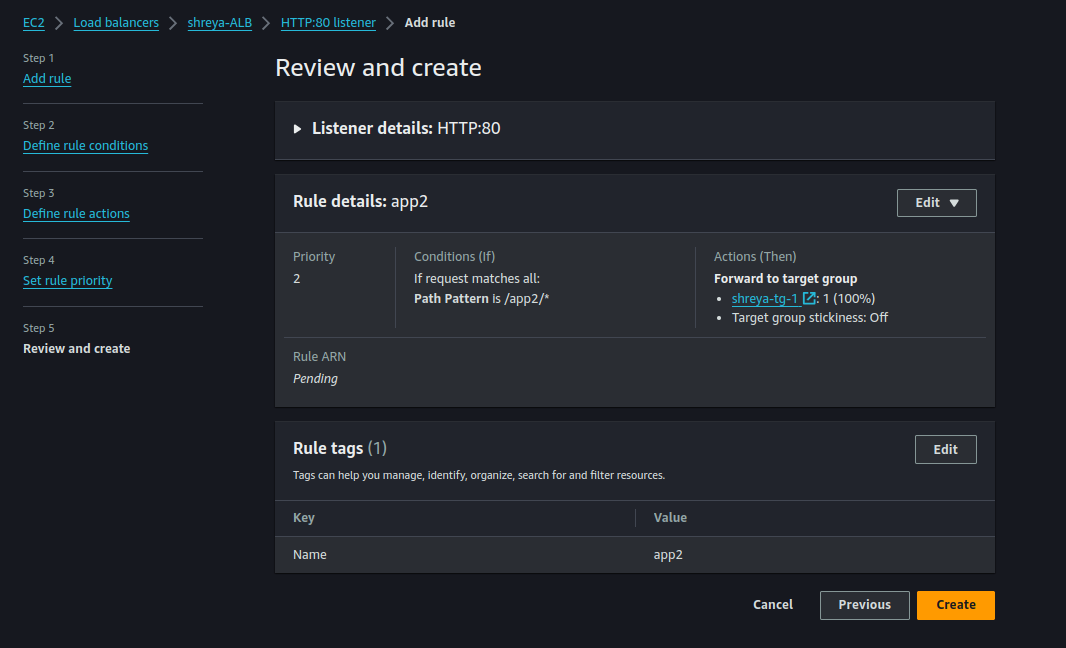 EC2 > Load balancers > shreya-ALB > HTTP:80 listener > Add rule
Step 1
Add rule
Step 2
Define rule conditions
Step 3
Define rule actions
Step 4
Set rule priority
Step 5
Review and create
Review and create
Listener details: HTTP:80
Rule details: app2
Edit
Priority
2
Conditions (If)
If request matches all:
Path Pattern is /app2/*
Actions (Then)
Forward to target group
• shreya-tg-1: 1 (100%)
• Target group stickiness: Off
Rule ARN
Pending
Rule tags (1)
Edit
Tags can help you manage, identify, organize, search for and filter resources.
Key Value
Name app2
Cancel Previous Create